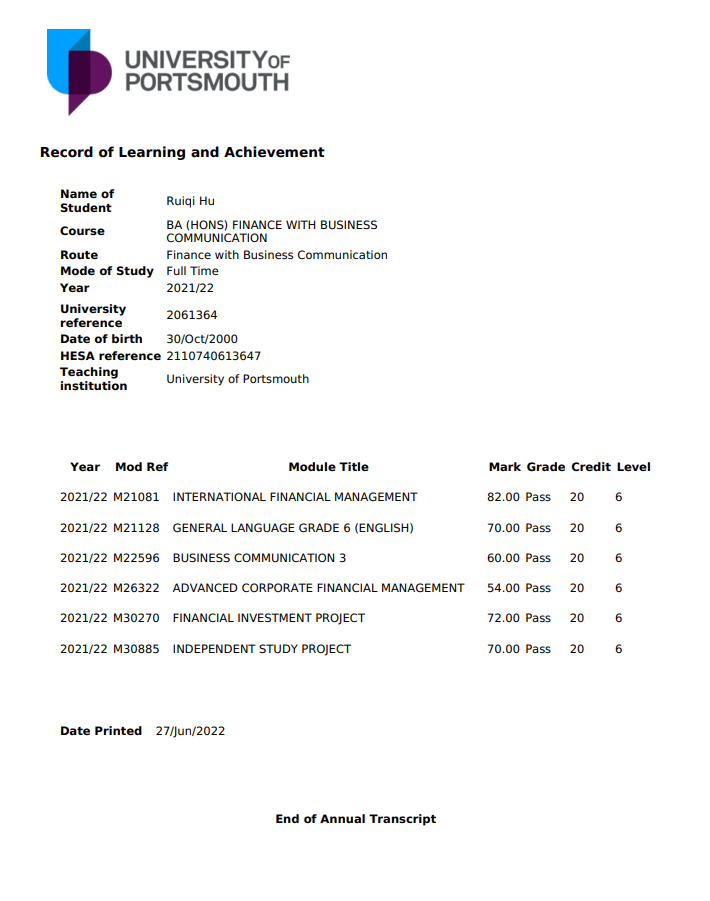 UNIVERSITY OF
PORTSMOUTH
Record of Learning and Achievement
Name of
Student
Ruiqi Hu
Course
BA (HONS) FINANCE WITH BUSINESS
COMMUNICATION
Route Finance with Business Communication
Mode of Study Full Time
Year 2021/22
University
reference
2061364
Date of birth 30/Oct/2000
HESA reference 2110740613647
Teaching
institution
University of Portsmouth
Year Mod Ref Module Title Mark Grade Credit Level
2021/22 M21081 INTERNATIONAL FINANCIAL MANAGEMENT 82.00 Pass 20 6
2021/22 M21128 GENERAL LANGUAGE GRADE 6 (ENGLISH) 70.00 Pass 20 6
2021/22 M22596 BUSINESS COMMUNICATION 3 60.00 Pass 20 6
2021/22 M26322 ADVANCED CORPORATE FINANCIAL MANAGEMENT 54.00 Pass 20 6
2021/22 M30270 FINANCIAL INVESTMENT PROJECT 72.00 Pass 20 6
2021/22 M30885 INDEPENDENT STUDY PROJECT 70.00 Pass 20 6
Date Printed 27/Jun/2022
End of Annual Transcript